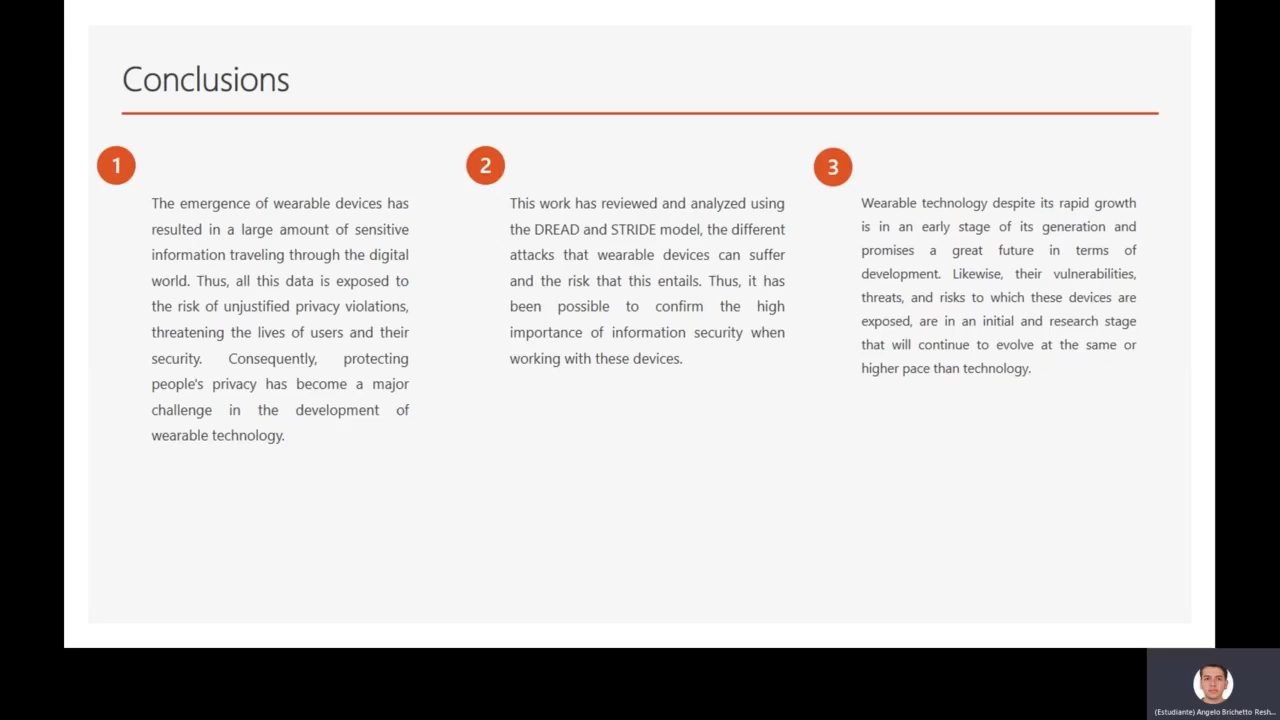 Conclusions
1
The emergence of wearable devices has
resulted in a large amount of sensitive
information traveling through the digital
world. Thus, all this data is exposed to
the risk of unjustified privacy violations,
threatening the lives of users and their
security. Consequently, protecting
people's privacy has become a major
challenge in the development of
wearable technology.
2
This work has reviewed and analyzed using
the DREAD and STRIDE model, the different
attacks that wearable devices can suffer
and the risk that this entails. Thus, it has
been possible to confirm the high
importance of information security when
working with these devices.
3
Wearable technology despite its rapid growth
is in an early stage of its generation and
promises a great future in terms of
development. Likewise, their vulnerabilities,
threats, and risks to which these devices are
exposed, are in an initial and research stage
that will continue to evolve at the same or
higher pace than technology.
(Estudiante) Angelo Brichetto Resh...